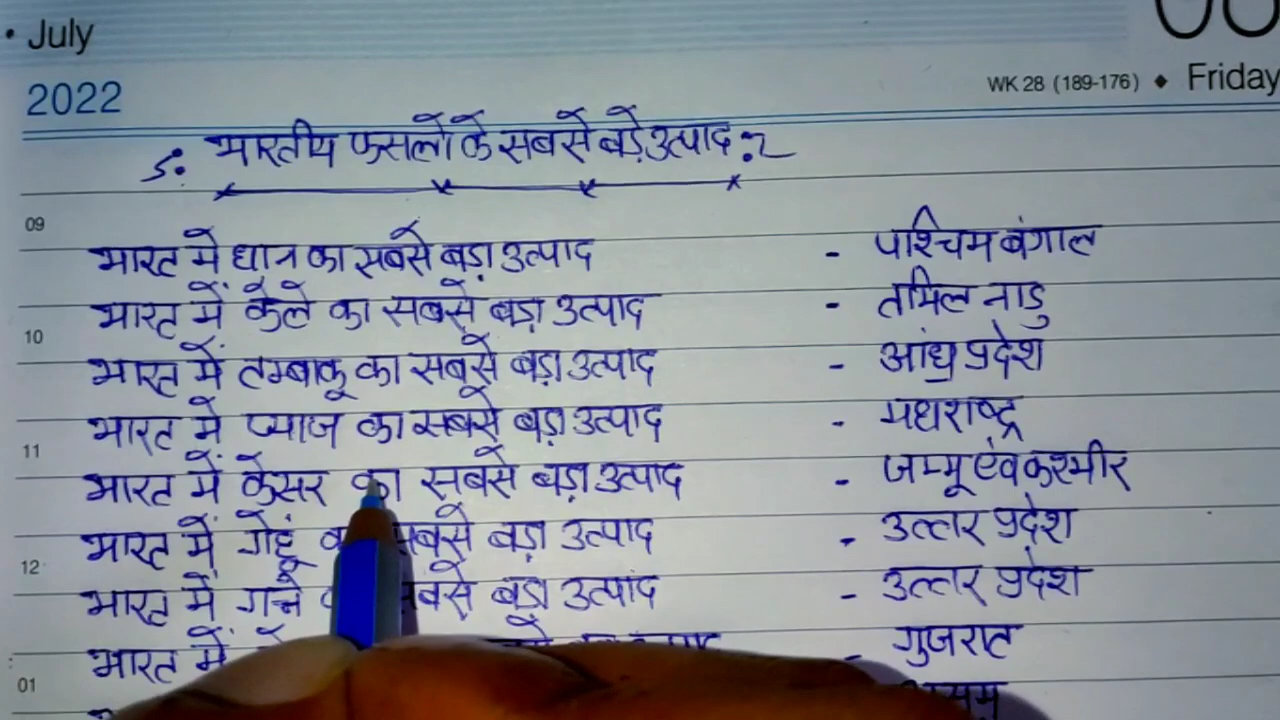 • July
2022
WK 28 (189-176) ◆ Friday
5. भारतीय फसलों के सबसे बड़े उत्पाद :-
09
भारत में धान का सबसे बड़ा उत्पाद - पश्चिम बंगाल
भारत में केले का सबसे बड़ा उत्पाद - तमिल नाडु
10
भारत में तम्बाकू का सबसे बड़ा उत्पाद - आंध्र प्रदेश
भारत में प्याज का सबसे बड़ा उत्पाद - महाराष्ट्र
11
भारत में केसर का सबसे बड़ा उत्पाद - जम्मू एंव कश्मीर
भारत में गेहूं सबसे बड़ा उत्पाद - उत्तर प्रदेश
12
भारत में गन्ने सबसे बड़ा उत्पाद - उत्तर प्रदेश
भारत में - गुजरात
01